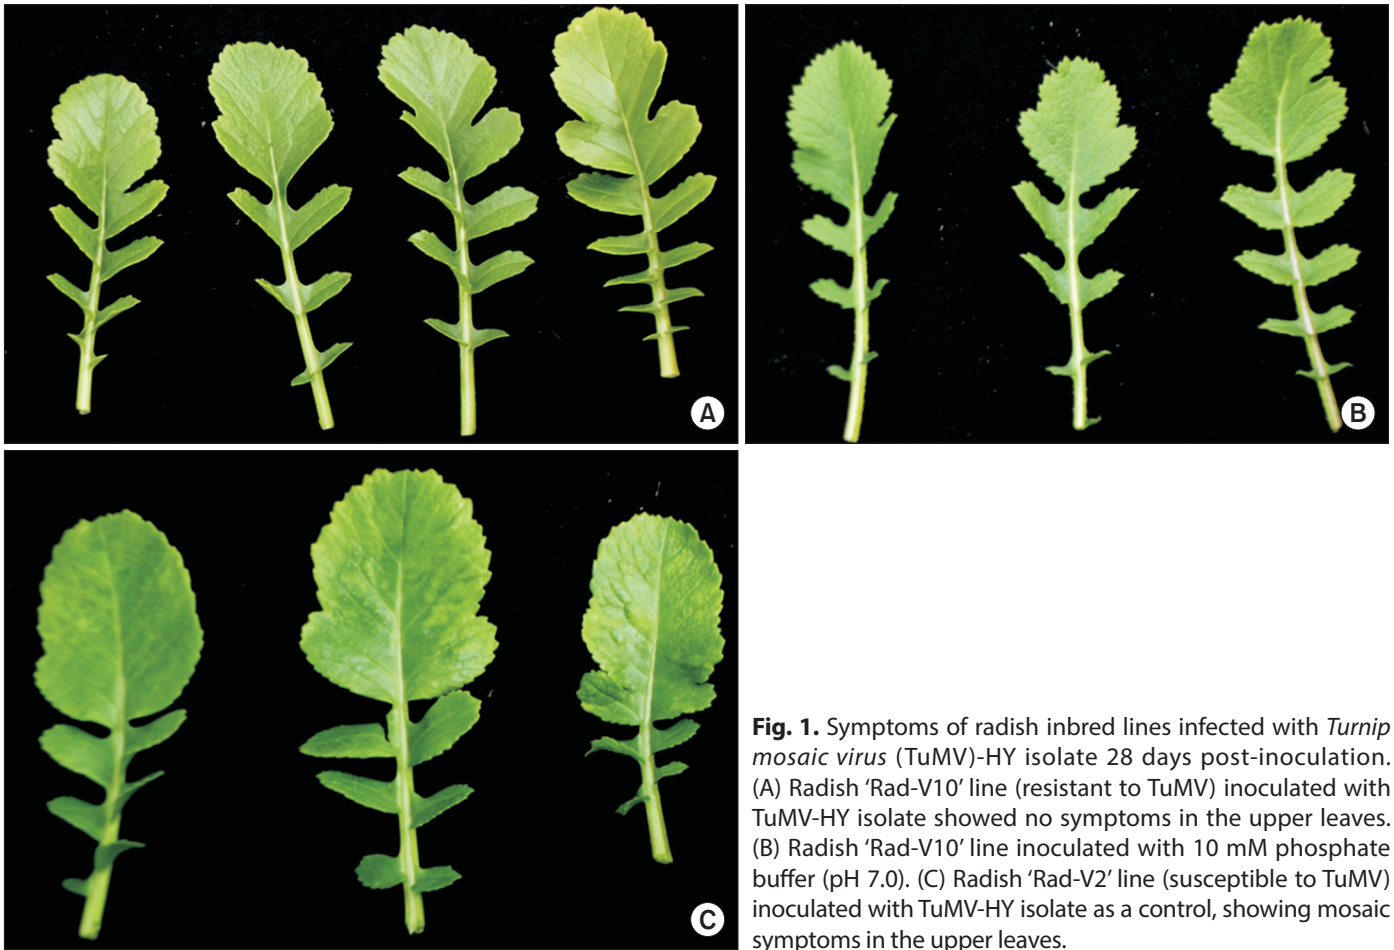 A
B
C
Fig. 1. Symptoms of radish inbred lines infected with Turnip
mosaic virus (TuMV)-HY isolate 28 days post-inoculation.
(A) Radish ‘Rad-V10’ line (resistant to TuMV) inoculated with
TuMV-HY isolate showed no symptoms in the upper leaves.
(B) Radish ‘Rad-V10’ line inoculated with 10 mM phosphate
buffer (pH 7.0). (C) Radish ‘Rad-V2’ line (susceptible to TuMV)
inoculated with TuMV-HY isolate as a control, showing mosaic
symptoms in the upper leaves.